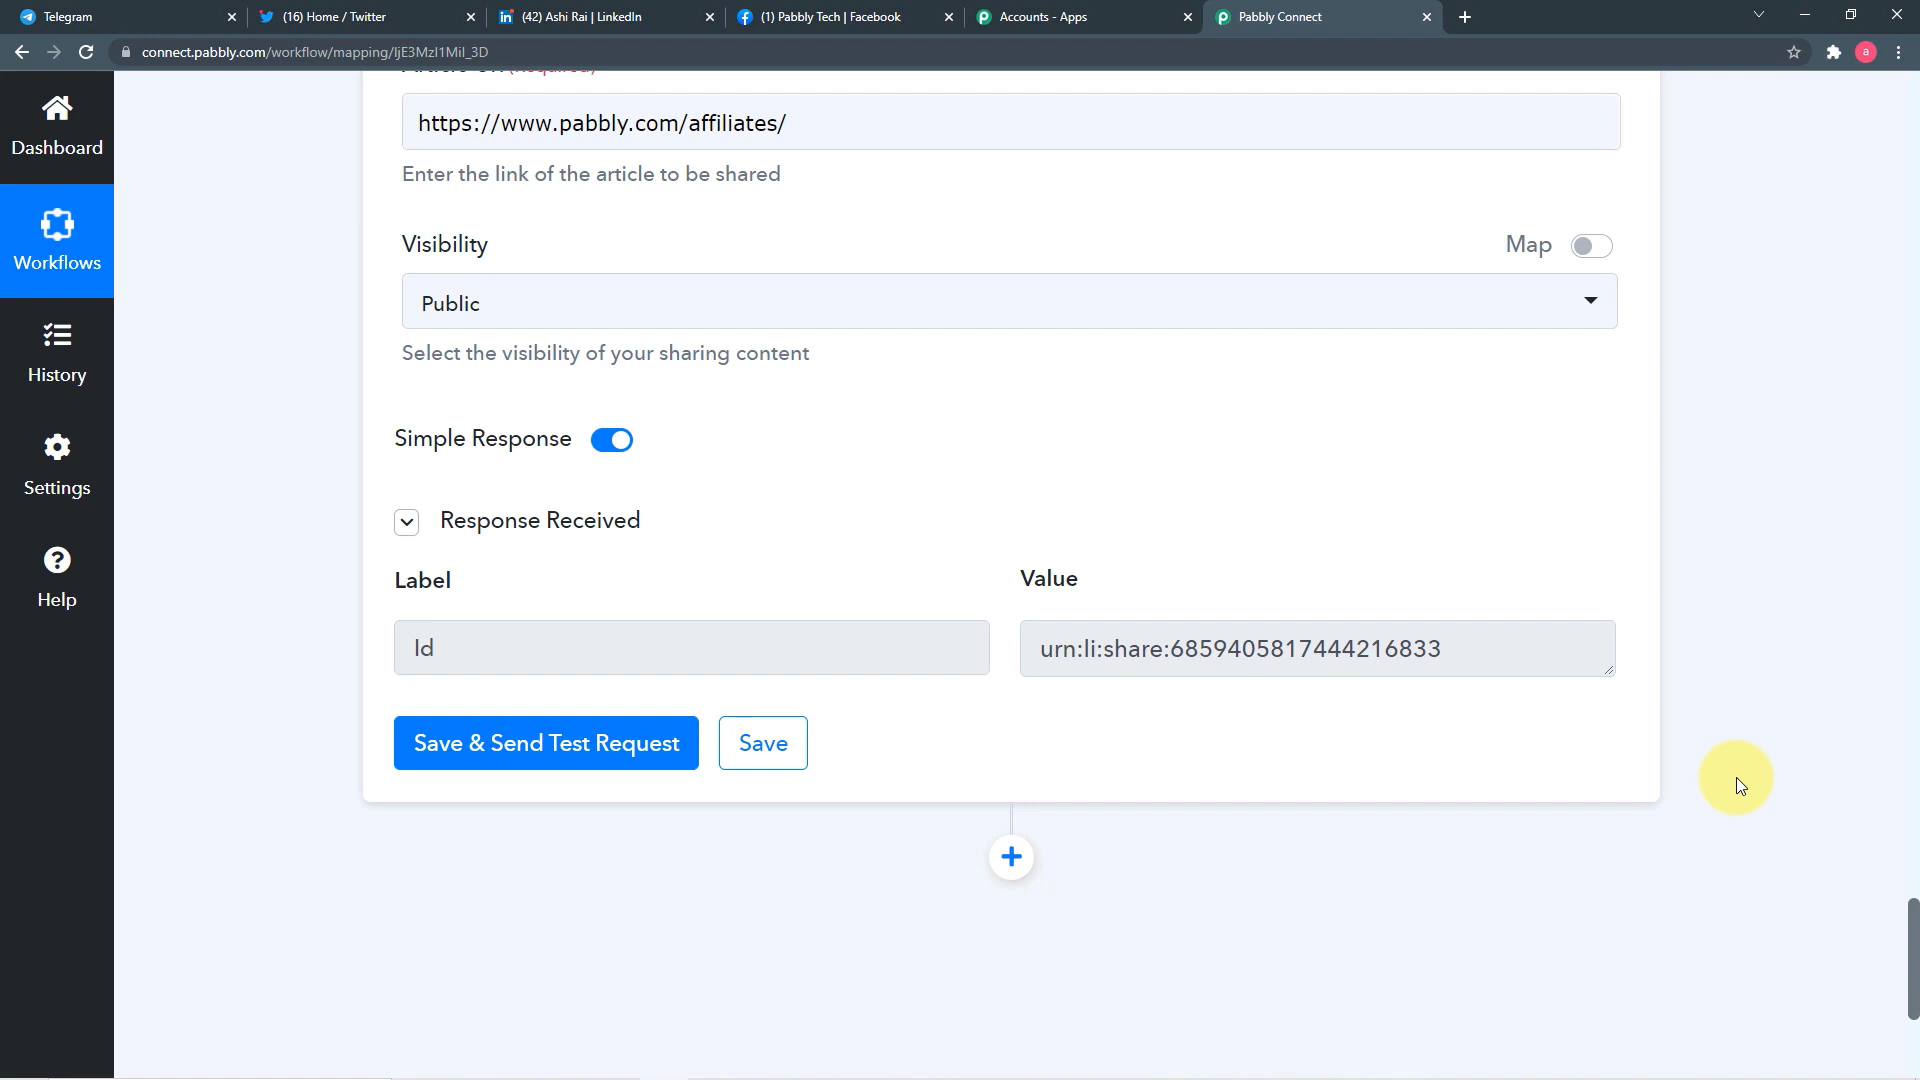 Telegram
(16) Home / Twitter
(42) Ashi Rai | LinkedIn
(1) Pabbly Tech | Facebook
Accounts - Apps
Pabbly Connect
connect.pabbly.com/workflow/mapping/IjE3MzI1MiI_3D
a
Dashboard
Workflows
History
Settings
Help
https://www.pabbly.com/affiliates/
Enter the link of the article to be shared
Visibility
Map
Public
Select the visibility of your sharing content
Simple Response
Response Received
Label
Value
Id
urn:li:share:6859405817444216833
Save & Send Test Request
Save